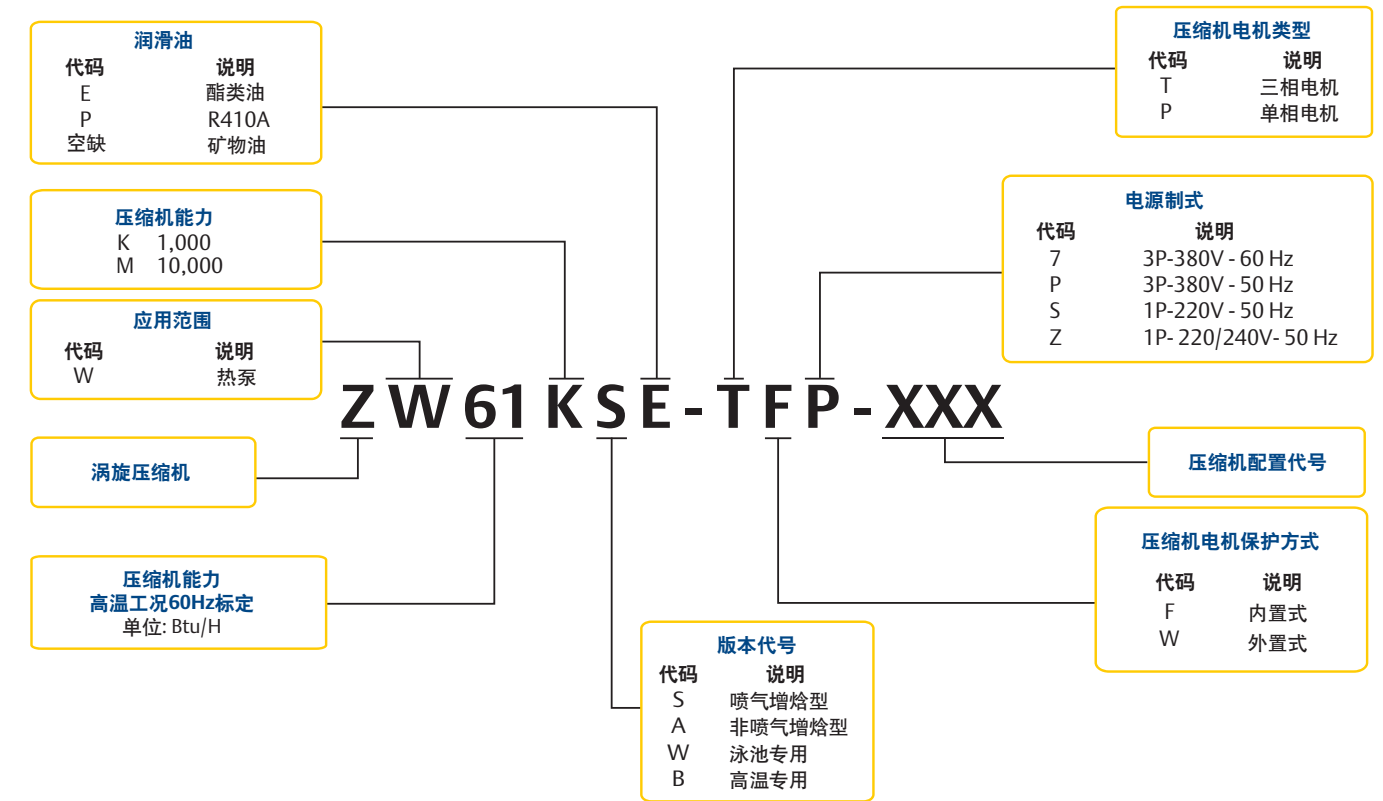 润滑油
代码 说明
E 酯类油
P R410A
空缺 矿物油
压缩机能力
K 1,000
M 10,000
应用范围
代码 说明
W 热泵
涡旋压缩机
压缩机能力
高温工况60Hz标定
单位: Btu/H
ZW61KSE-TFP-XXX
版本代号
代码 说明
S 喷气增焓型
A 非喷气增焓型
W 泳池专用
B 高温专用
压缩机电机类型
代码 说明
T 三相电机
P 单相电机
电源制式
代码 说明
7 3P-380V - 60 Hz
P 3P-380V - 50 Hz
S 1P-220V - 50 Hz
Z 1P- 220/240V- 50 Hz
压缩机配置代号
压缩机电机保护方式
代码 说明
F 内置式
W 外置式